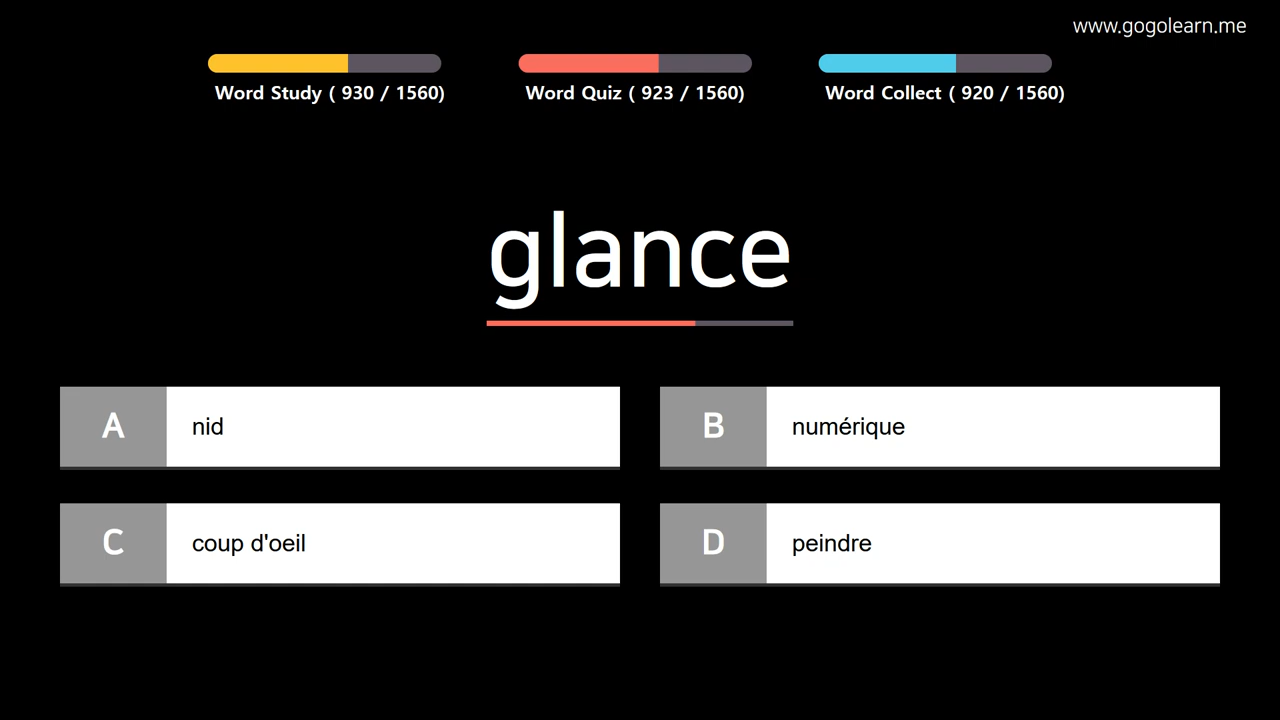 www.gogolearn.me
Word Study ( 930 / 1560)
Word Quiz ( 923 / 1560)
Word Collect ( 920 / 1560)
glance
A nid
B numérique
C coup d'oeil
D peindre